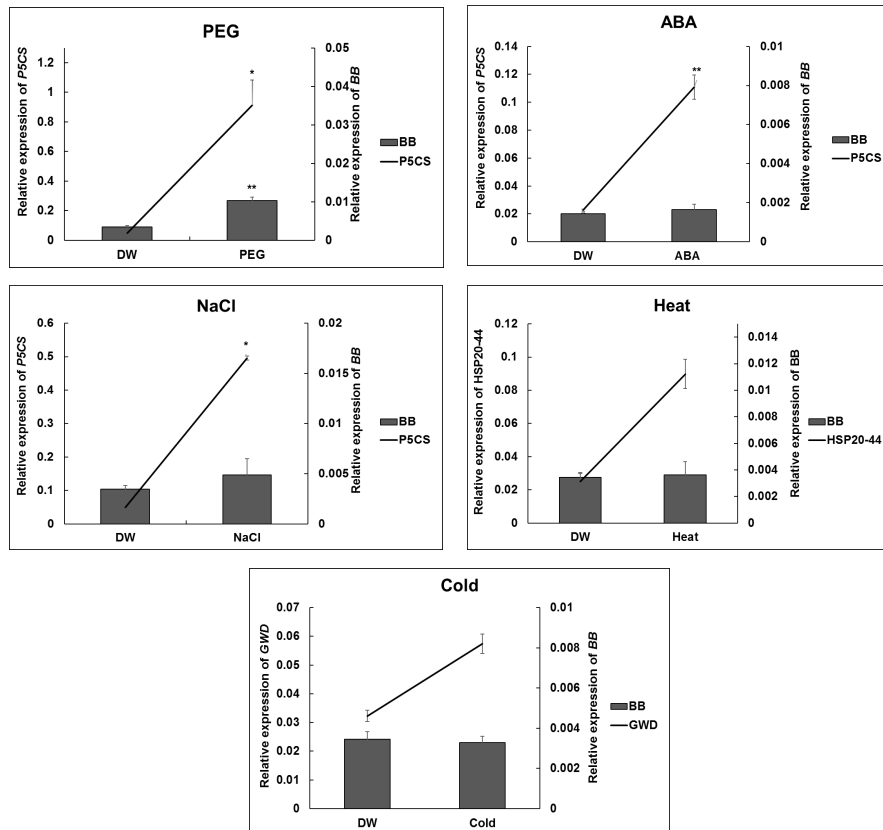 PEG
Relative expression of P5CS
1.2
1
0.8
0.6
0.4
0.2
0
0.05
0.04
0.03
0.02
0.01
0
Relative expression of BB
*
**
DW
PEG
BB
P5CS
ABA
Relative expression of P5CS
0.14
0.12
0.1
0.08
0.06
0.04
0.02
0
0.01
0.008
0.006
0.004
0.002
0
Relative expression of BB
**
DW
ABA
BB
P5CS
NaCl
Relative expression of P5CS
0.6
0.5
0.4
0.3
0.2
0.1
0
0.02
0.015
0.01
0.005
0
Relative expression of BB
*
DW
NaCl
BB
P5CS
Heat
Relative expression of HSP20-44
0.12
0.1
0.08
0.06
0.04
0.02
0
0.014
0.012
0.01
0.008
0.006
0.004
0.002
0
Relative expression of BB
DW
Heat
BB
HSP20-44
Cold
Relative expression of GWD
0.07
0.06
0.05
0.04
0.03
0.02
0.01
0
0.01
0.008
0.006
0.004
0.002
0
Relative expression of BB
DW
Cold
BB
GWD